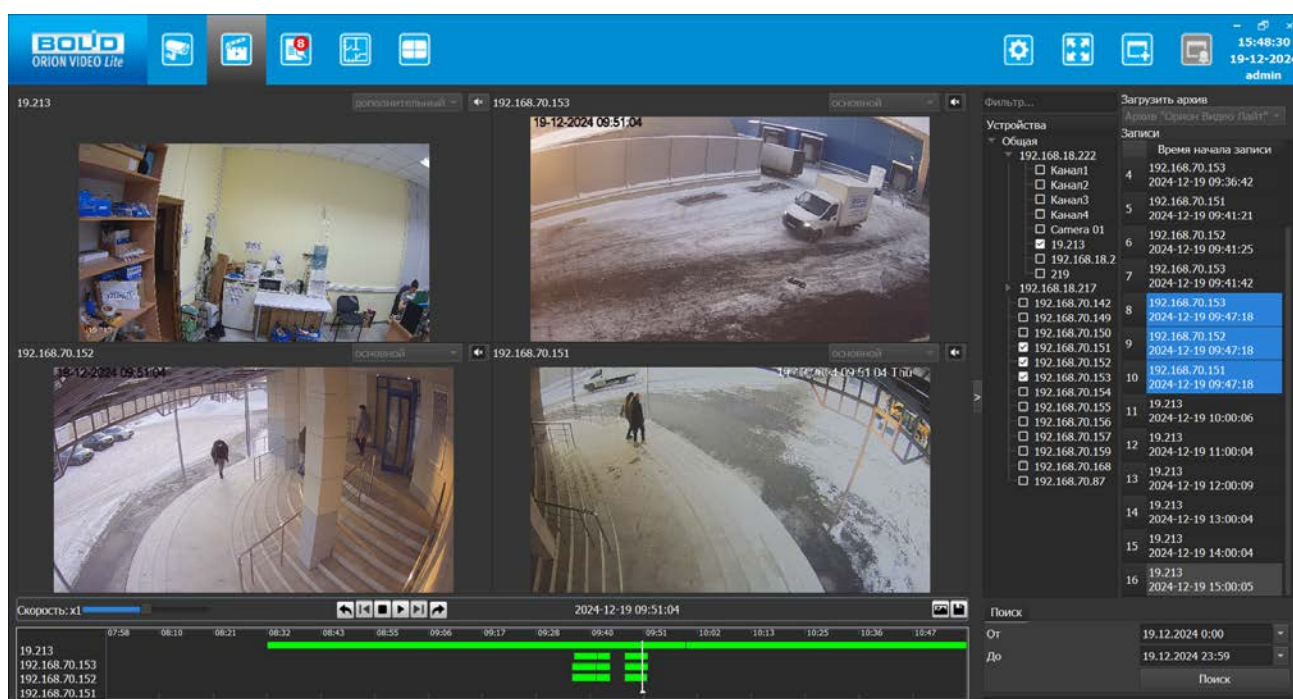 BOLID
ORION VIDEO Lite
8
15:48:30
19-12-202
admin
19.213
дополнительный
192.168.70.153
основной
19-12-2024 09:51:04
19.213
192.168.70.152
основной
192.168.70.151
основной
09:51:04 Thu
Фильтр...
Устройства
Общая
192.168.18.222
Канал1
Канал2
Канал3
Канал4
Camera 01
19.213
192.168.18.2
219
192.168.18.217
192.168.70.142
192.168.70.149
192.168.70.150
192.168.70.151
192.168.70.152
192.168.70.153
192.168.70.154
192.168.70.155
192.168.70.156
192.168.70.157
192.168.70.159
192.168.70.168
192.168.70.87
Загрузить архив
Архив "Орион Видео Лайт"
Записи
Время начала записи
4 192.168.70.153
2024-12-19 09:36:42
5 192.168.70.151
2024-12-19 09:41:21
6 192.168.70.152
2024-12-19 09:41:25
7 192.168.70.153
2024-12-19 09:41:42
8 192.168.70.153
2024-12-19 09:47:18
9 192.168.70.152
2024-12-19 09:47:18
10 192.168.70.151
2024-12-19 09:47:18
11 19.213
2024-12-19 10:00:06
12 19.213
2024-12-19 11:00:04
13 19.213
2024-12-19 12:00:09
14 19.213
2024-12-19 13:00:04
15 19.213
2024-12-19 14:00:04
16 19.213
2024-12-19 15:00:05
Скорость: x1
2024-12-19 09:51:04
07:58 08:10 08:21 08:32 08:43 08:55 09:06 09:17 09:28 09:40 09:51 10:02 10:13 10:25 10:36 10:47
19.213
192.168.70.153
192.168.70.152
192.168.70.151
Поиск
От 19.12.2024 0:00
До 19.12.2024 23:59
Поиск